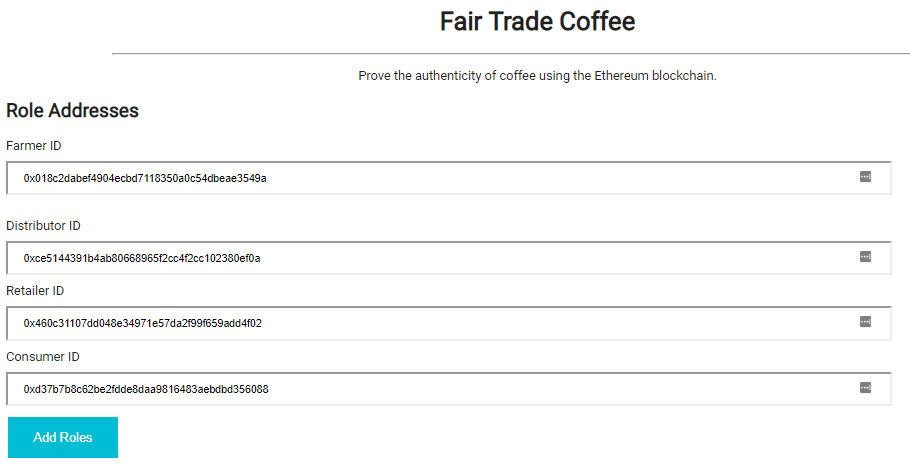 Fair Trade Coffee
Prove the authenticity of coffee using the Ethereum blockchain.
Role Addresses
Farmer ID
0x018c2dabef4904ecbd7118350a0c54dbeae3549a
Distributor ID
0xce5144391b4ab80668965f2cc4f2cc102380ef0a
Retailer ID
0x460c31107dd048e34971e57da2f99f659add4f02
Consumer ID
0xd37b7b8c62be2fdde8daa9816483aebdbd356088
Add Roles